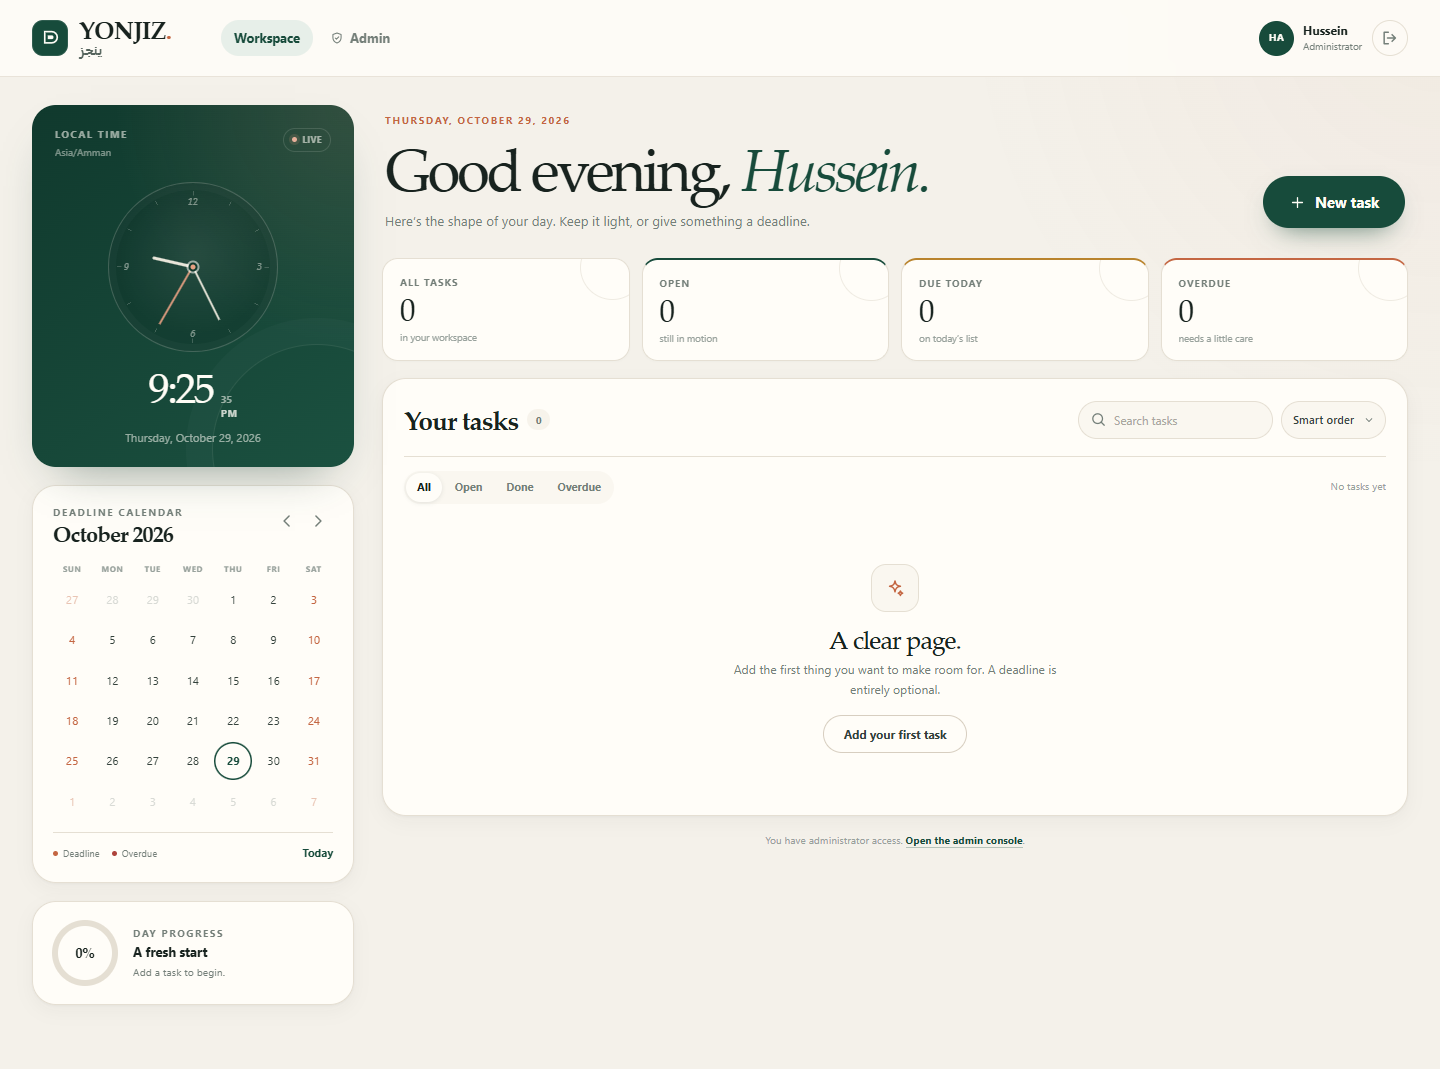 YONJIZ.
ينجز
Workspace
Admin
HA
Hussein
Administrator
LOCAL TIME
Asia/Amman
LIVE
12
9
3
6
9:25
35
PM
Thursday, October 29, 2026
DEADLINE CALENDAR
October 2026
SUN MON TUE WED THU FRI SAT
27 28 29 30 1 2 3
4 5 6 7 8 9 10
11 12 13 14 15 16 17
18 19 20 21 22 23 24
25 26 27 28 29 30 31
1 2 3 4 5 6 7
Deadline Overdue Today
0%
DAY PROGRESS
A fresh start
Add a task to begin.
THURSDAY, OCTOBER 29, 2026
Good evening, Hussein.
Here's the shape of your day. Keep it light, or give something a deadline.
New task
ALL TASKS
0
in your workspace
OPEN
0
still in motion
DUE TODAY
0
on today's list
OVERDUE
0
needs a little care
Your tasks 0
Search tasks
Smart order
All Open Done Overdue
No tasks yet
A clear page.
Add the first thing you want to make room for. A deadline is
entirely optional.
Add your first task
You have administrator access. Open the admin console.